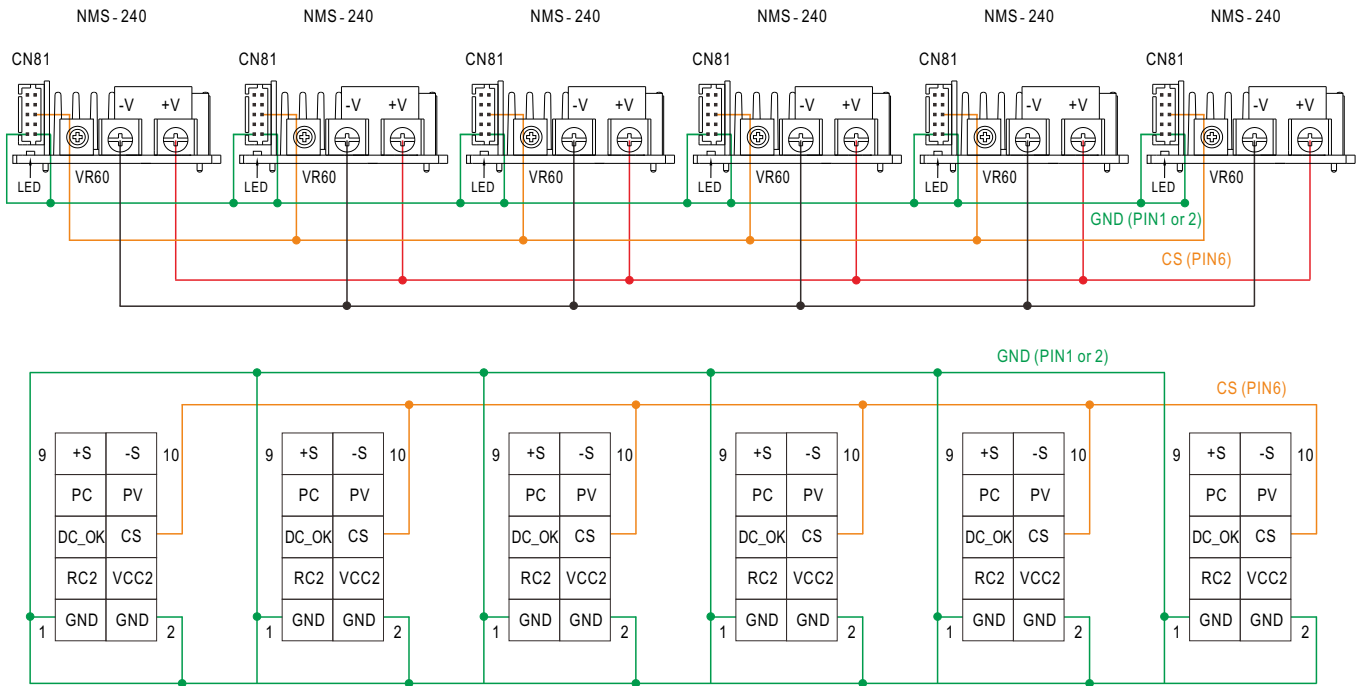 NMS-240 NMS-240 NMS-240 NMS-240 NMS-240 NMS-240
CN81 CN81 CN81 CN81 CN81 CN81
-V +V -V +V -V +V -V +V -V +V -V +V
LED VR60 LED VR60 LED VR60 LED VR60 LED VR60 LED VR60
GND (PIN1 or 2)
CS (PIN6)
GND (PIN1 or 2)
CS (PIN6)
9 +S -S 10 9 +S -S 10 9 +S -S 10 9 +S -S 10 9 +S -S 10 9 +S -S 10
PC PV PC PV PC PV PC PV PC PV PC PV
DC_OK CS DC_OK CS DC_OK CS DC_OK CS DC_OK CS DC_OK CS
RC2 VCC2 RC2 VCC2 RC2 VCC2 RC2 VCC2 RC2 VCC2 RC2 VCC2
1 GND GND 2 1 GND GND 2 1 GND GND 2 1 GND GND 2 1 GND GND 2 1 GND GND 2